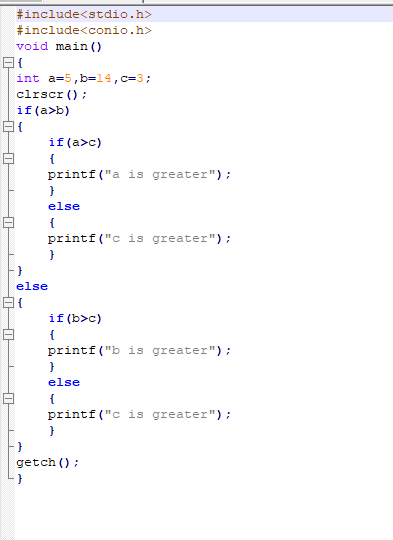 #include<stdio.h>
#include<conio.h>
void main()
{
int a=5,b=14,c=3;
clrscr();
if(a>b)
{
    if(a>c)
    {
    printf("a is greater");
    }
    else
    {
    printf("c is greater");
    }
}
else
{
    if(b>c)
    {
    printf("b is greater");
    }
    else
    {
    printf("c is greater");
    }
}
getch();
}